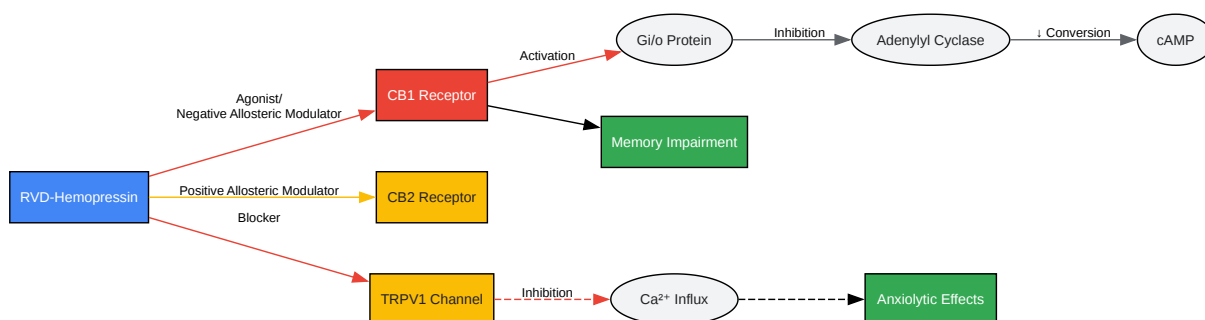 Gi/o Protein
Inhibition
Adenylyl Cyclase
↓ Conversion
cAMP
Activation
CB1 Receptor
Agonist/
Negative Allosteric Modulator
Memory Impairment
RVD-Hemopressin
Positive Allosteric Modulator
CB2 Receptor
Blocker
TRPV1 Channel
Inhibition
Ca²⁺ Influx
Anxiolytic Effects